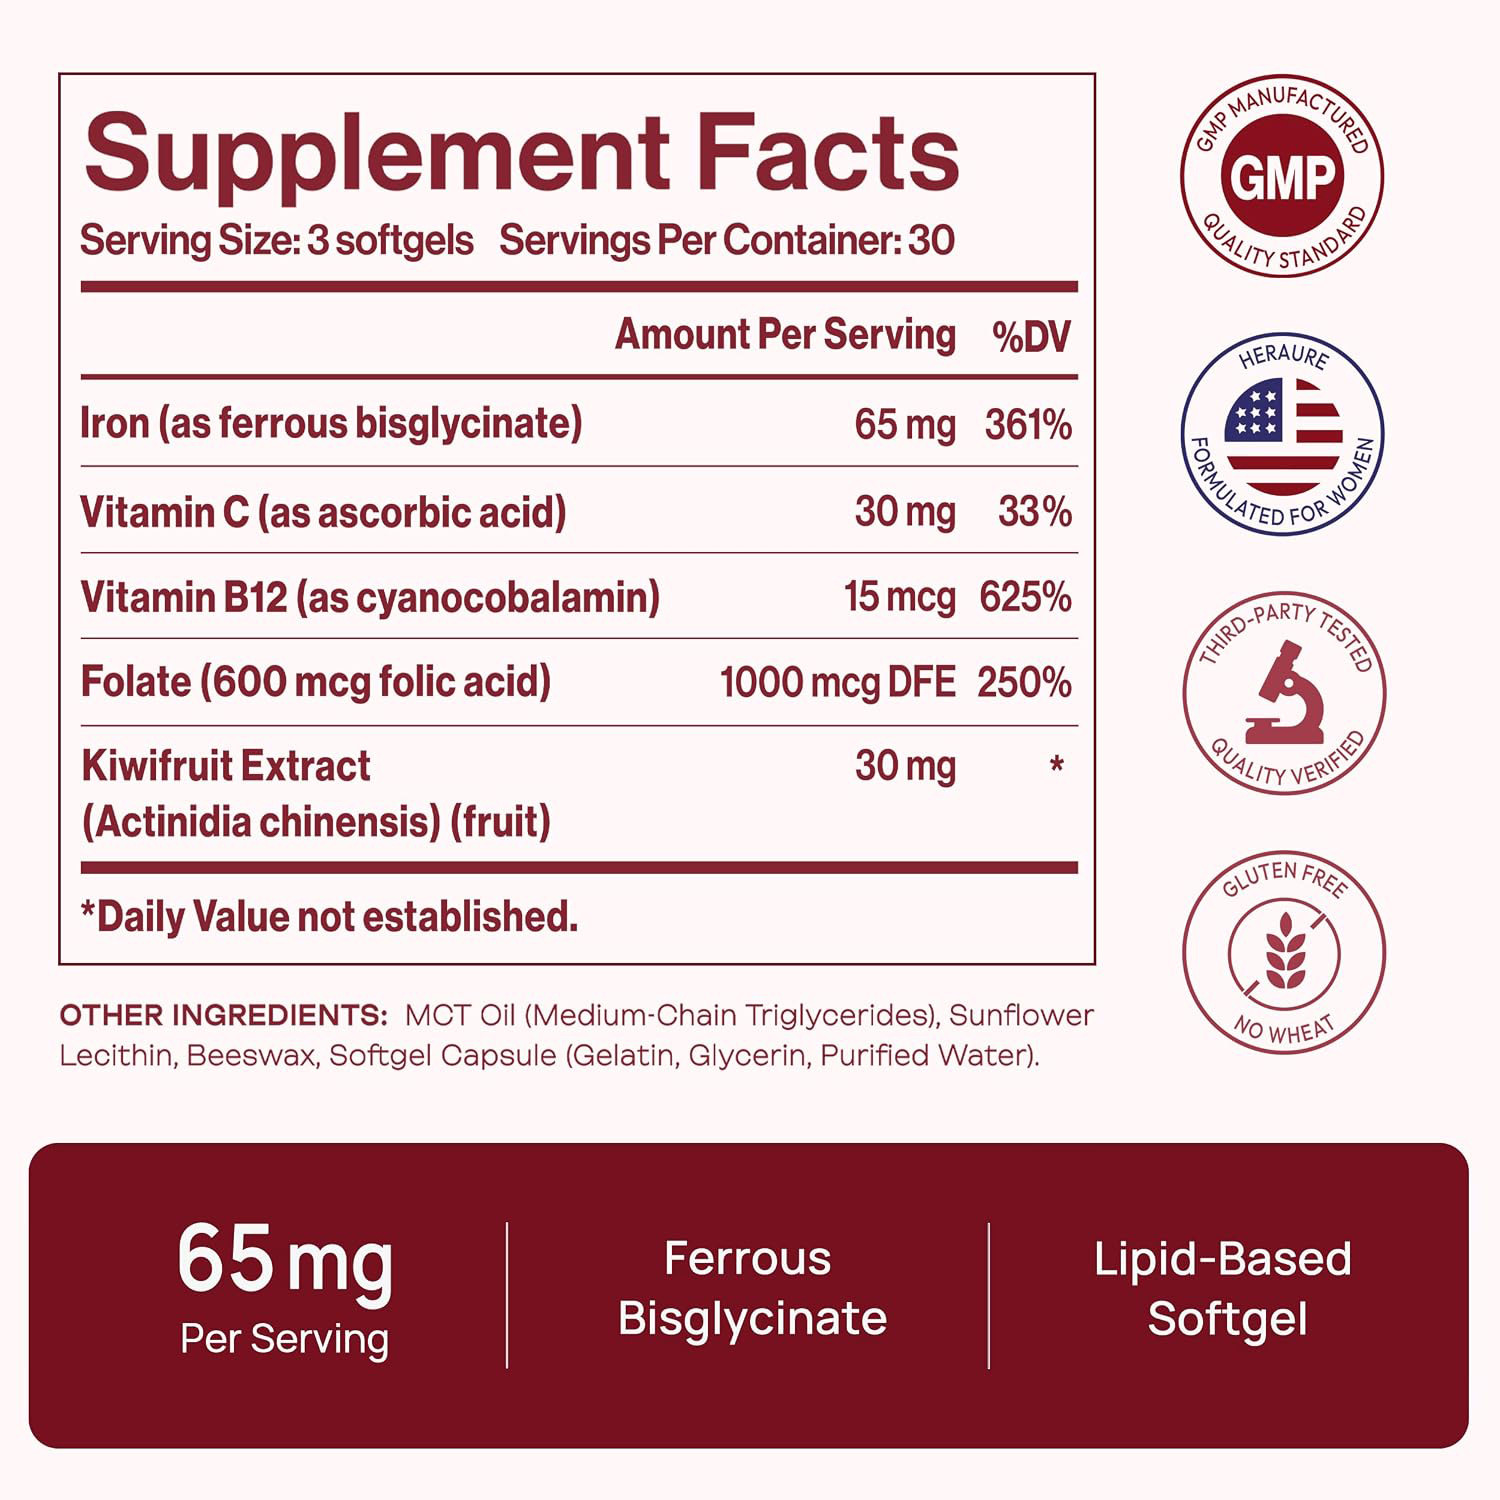 Supplement Facts
Serving Size: 3 softgels Servings Per Container: 30
Amount Per Serving %DV
Iron (as ferrous bisglycinate) 65 mg 361%
Vitamin C (as ascorbic acid) 30 mg 33%
Vitamin B12 (as cyanocobalamin) 15 mcg 625%
Folate (600 mcg folic acid) 1000 mcg DFE 250%
Kiwifruit Extract 30 mg *
(Actinidia chinensis) (fruit)
*Daily Value not established.
OTHER INGREDIENTS: MCT Oil (Medium-Chain Triglycerides), Sunflower
Lecithin, Beeswax, Softgel Capsule (Gelatin, Glycerin, Purified Water).
GMP MANUFACTURED
GMP
QUALITY STANDARD
HERAURE
FORMULATED FOR WOMEN
THIRD-PARTY TESTED
QUALITY VERIFIED
GLUTEN FREE
NO WHEAT
65 mg
Per Serving
Ferrous
Bisglycinate
Lipid-Based
Softgel